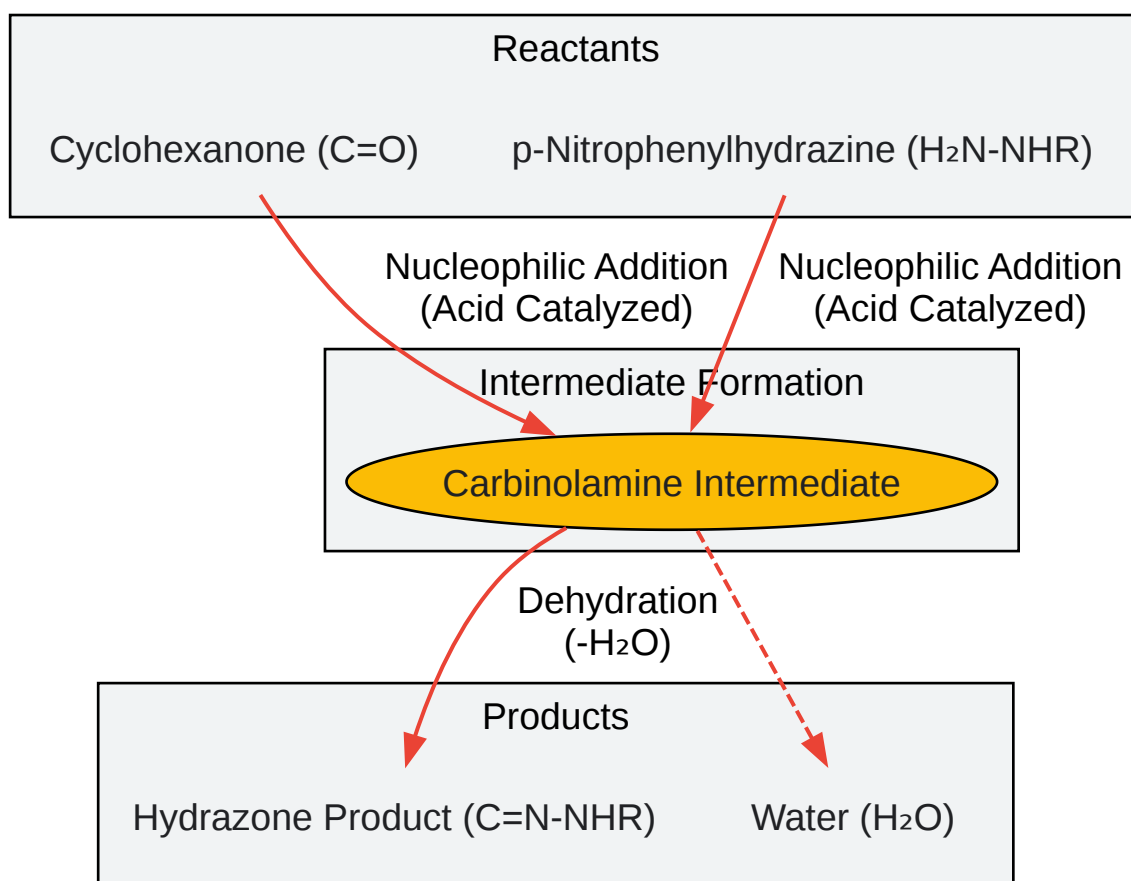 Reactants
Cyclohexanone (C=O)
p-Nitrophenylhydrazine (H₂N-NHR)
Nucleophilic Addition
(Acid Catalyzed)
Nucleophilic Addition
(Acid Catalyzed)
Intermediate Formation
Carbinolamine Intermediate
Dehydration
(-H₂O)
Products
Hydrazone Product (C=N-NHR)
Water (H₂O)